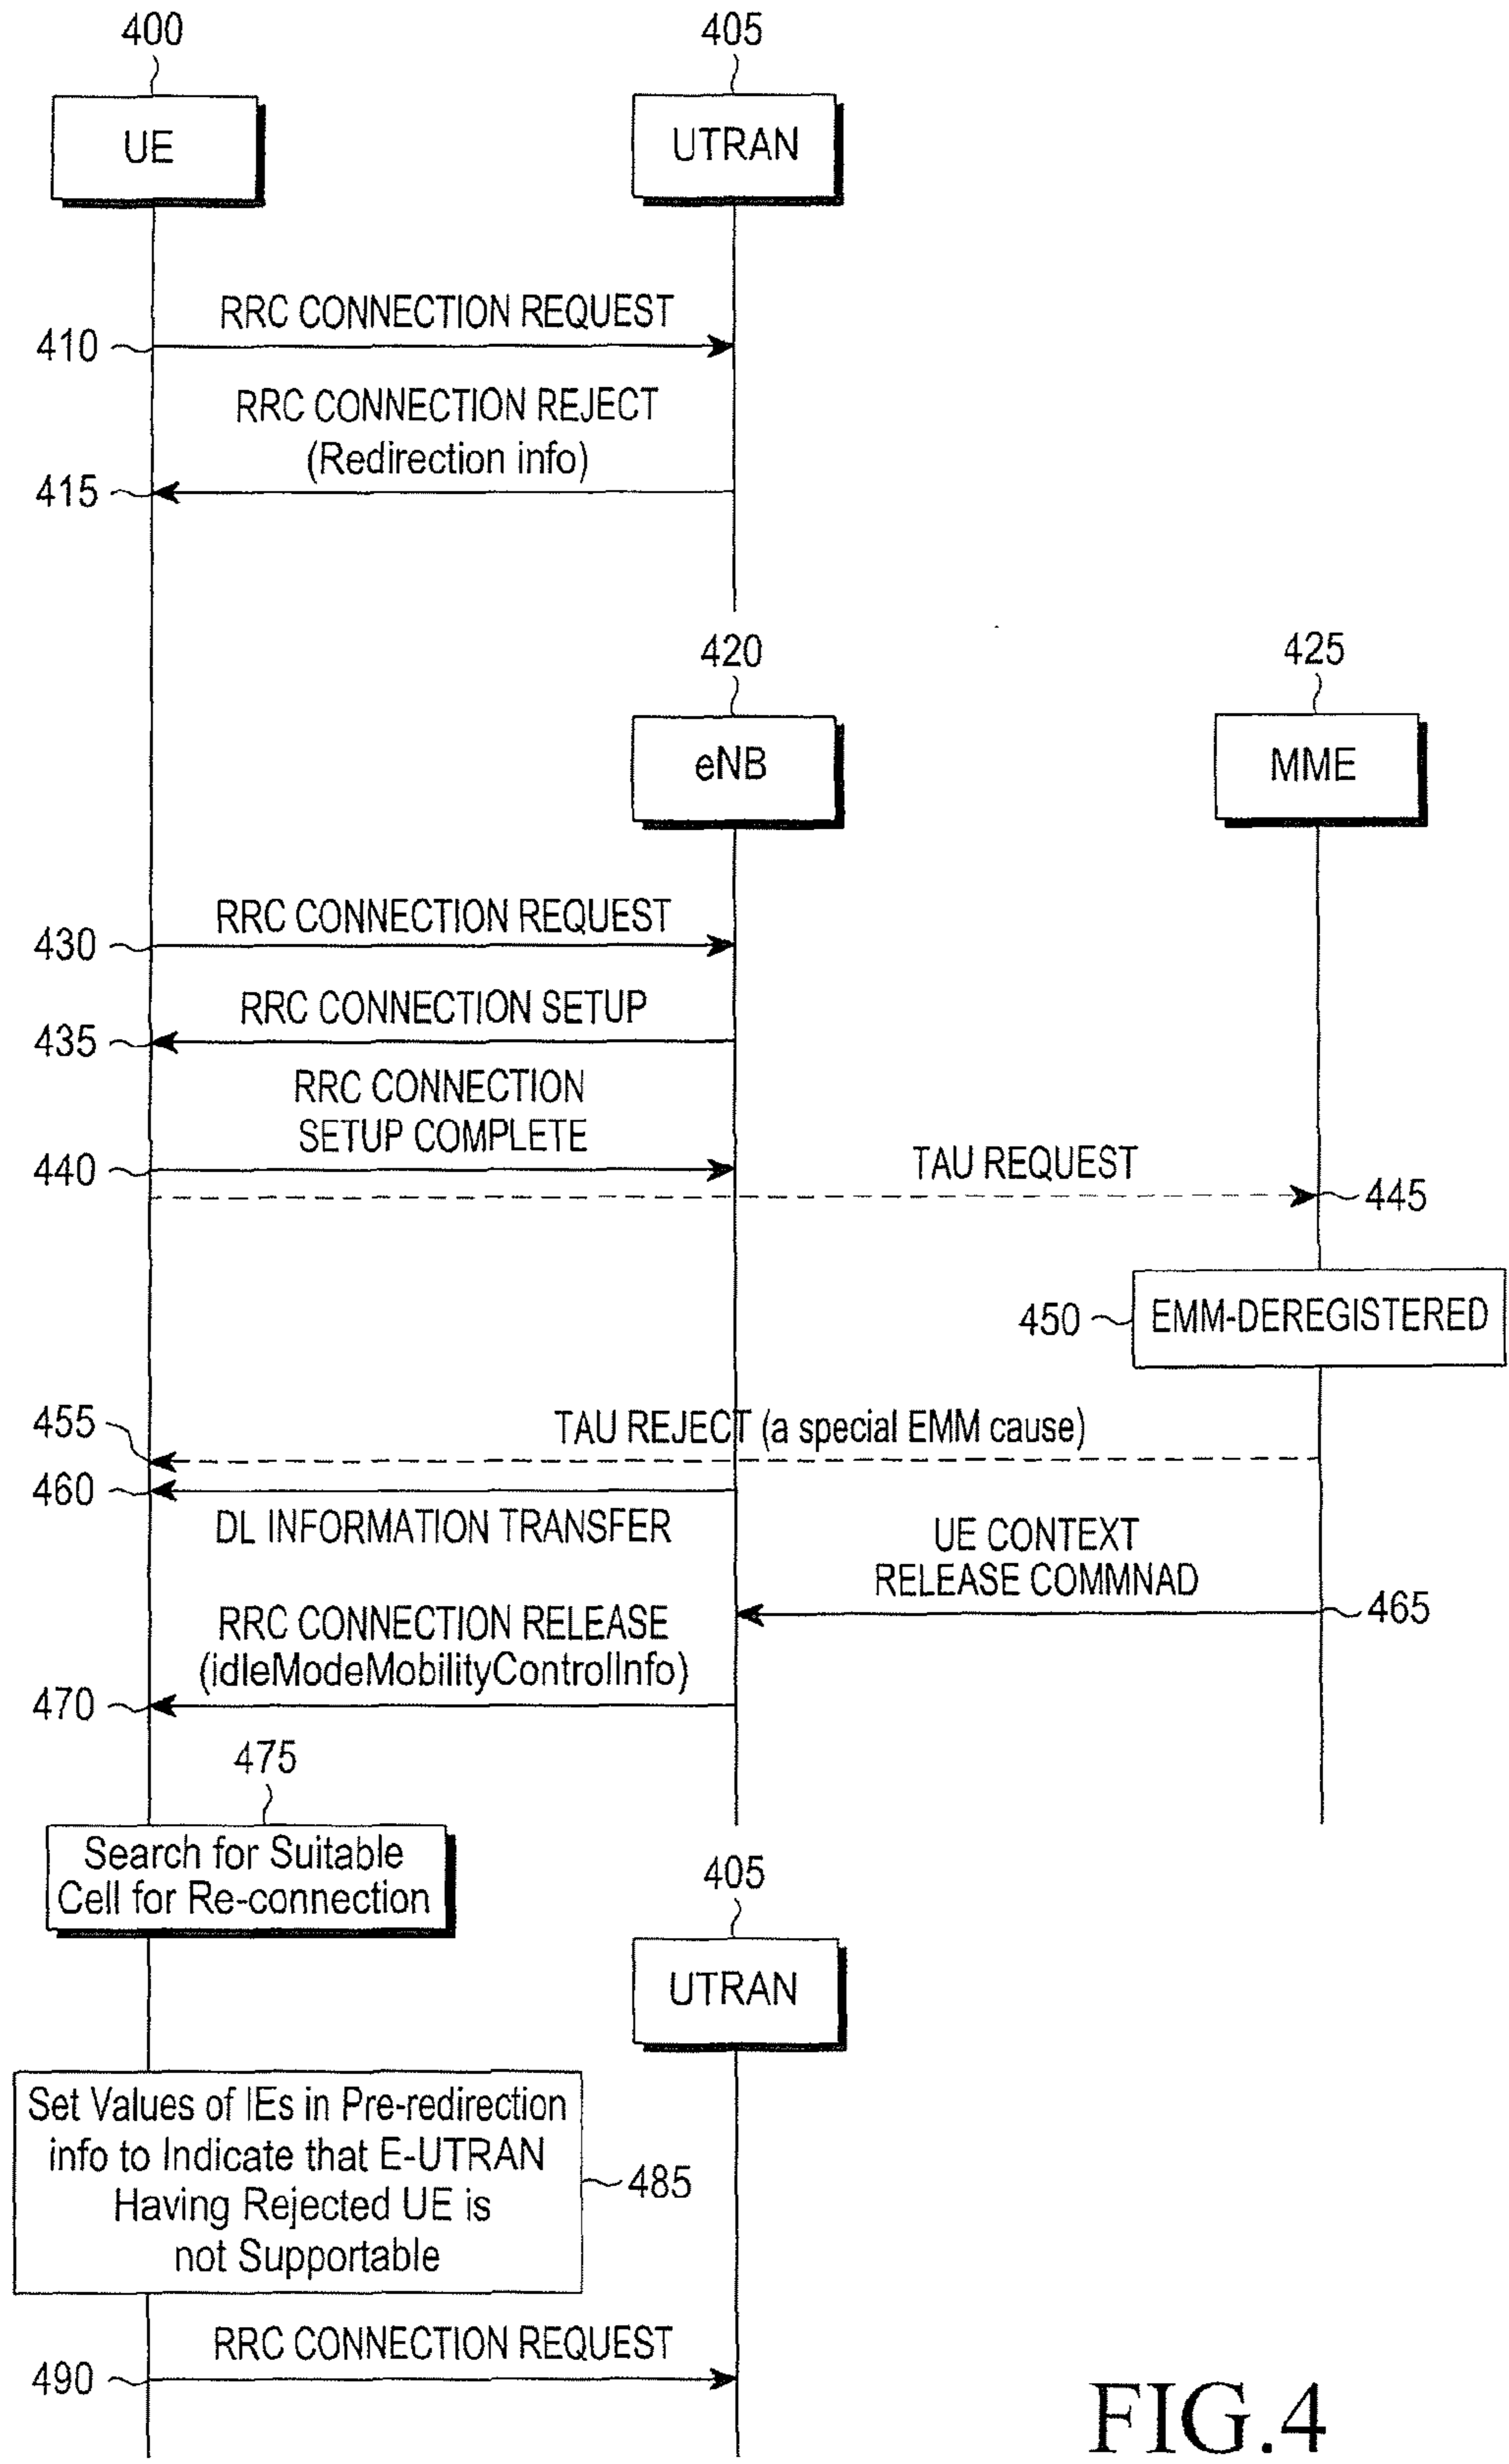 400
405
UE
UTRAN
RRC CONNECTION REQUEST
410
RRC CONNECTION REJECT
(Redirection info)
415
420
425
eNB
MME
RRC CONNECTION REQUEST
430
RRC CONNECTION SETUP
435
RRC CONNECTION
SETUP COMPLETE
440
TAU REQUEST
445
450
EMM-DEREGISTERED
455
TAU REJECT (a special EMM cause)
460
DL INFORMATION TRANSFER
UE CONTEXT
RELEASE COMMNAD
465
RRC CONNECTION RELEASE
(idleModeMobilityControlInfo)
470
475
Search for Suitable
Cell for Re-connection
405
UTRAN
Set Values of IEs in Pre-redirection
info to Indicate that E-UTRAN
Having Rejected UE is
not Supportable
485
RRC CONNECTION REQUEST
490
FIG.4